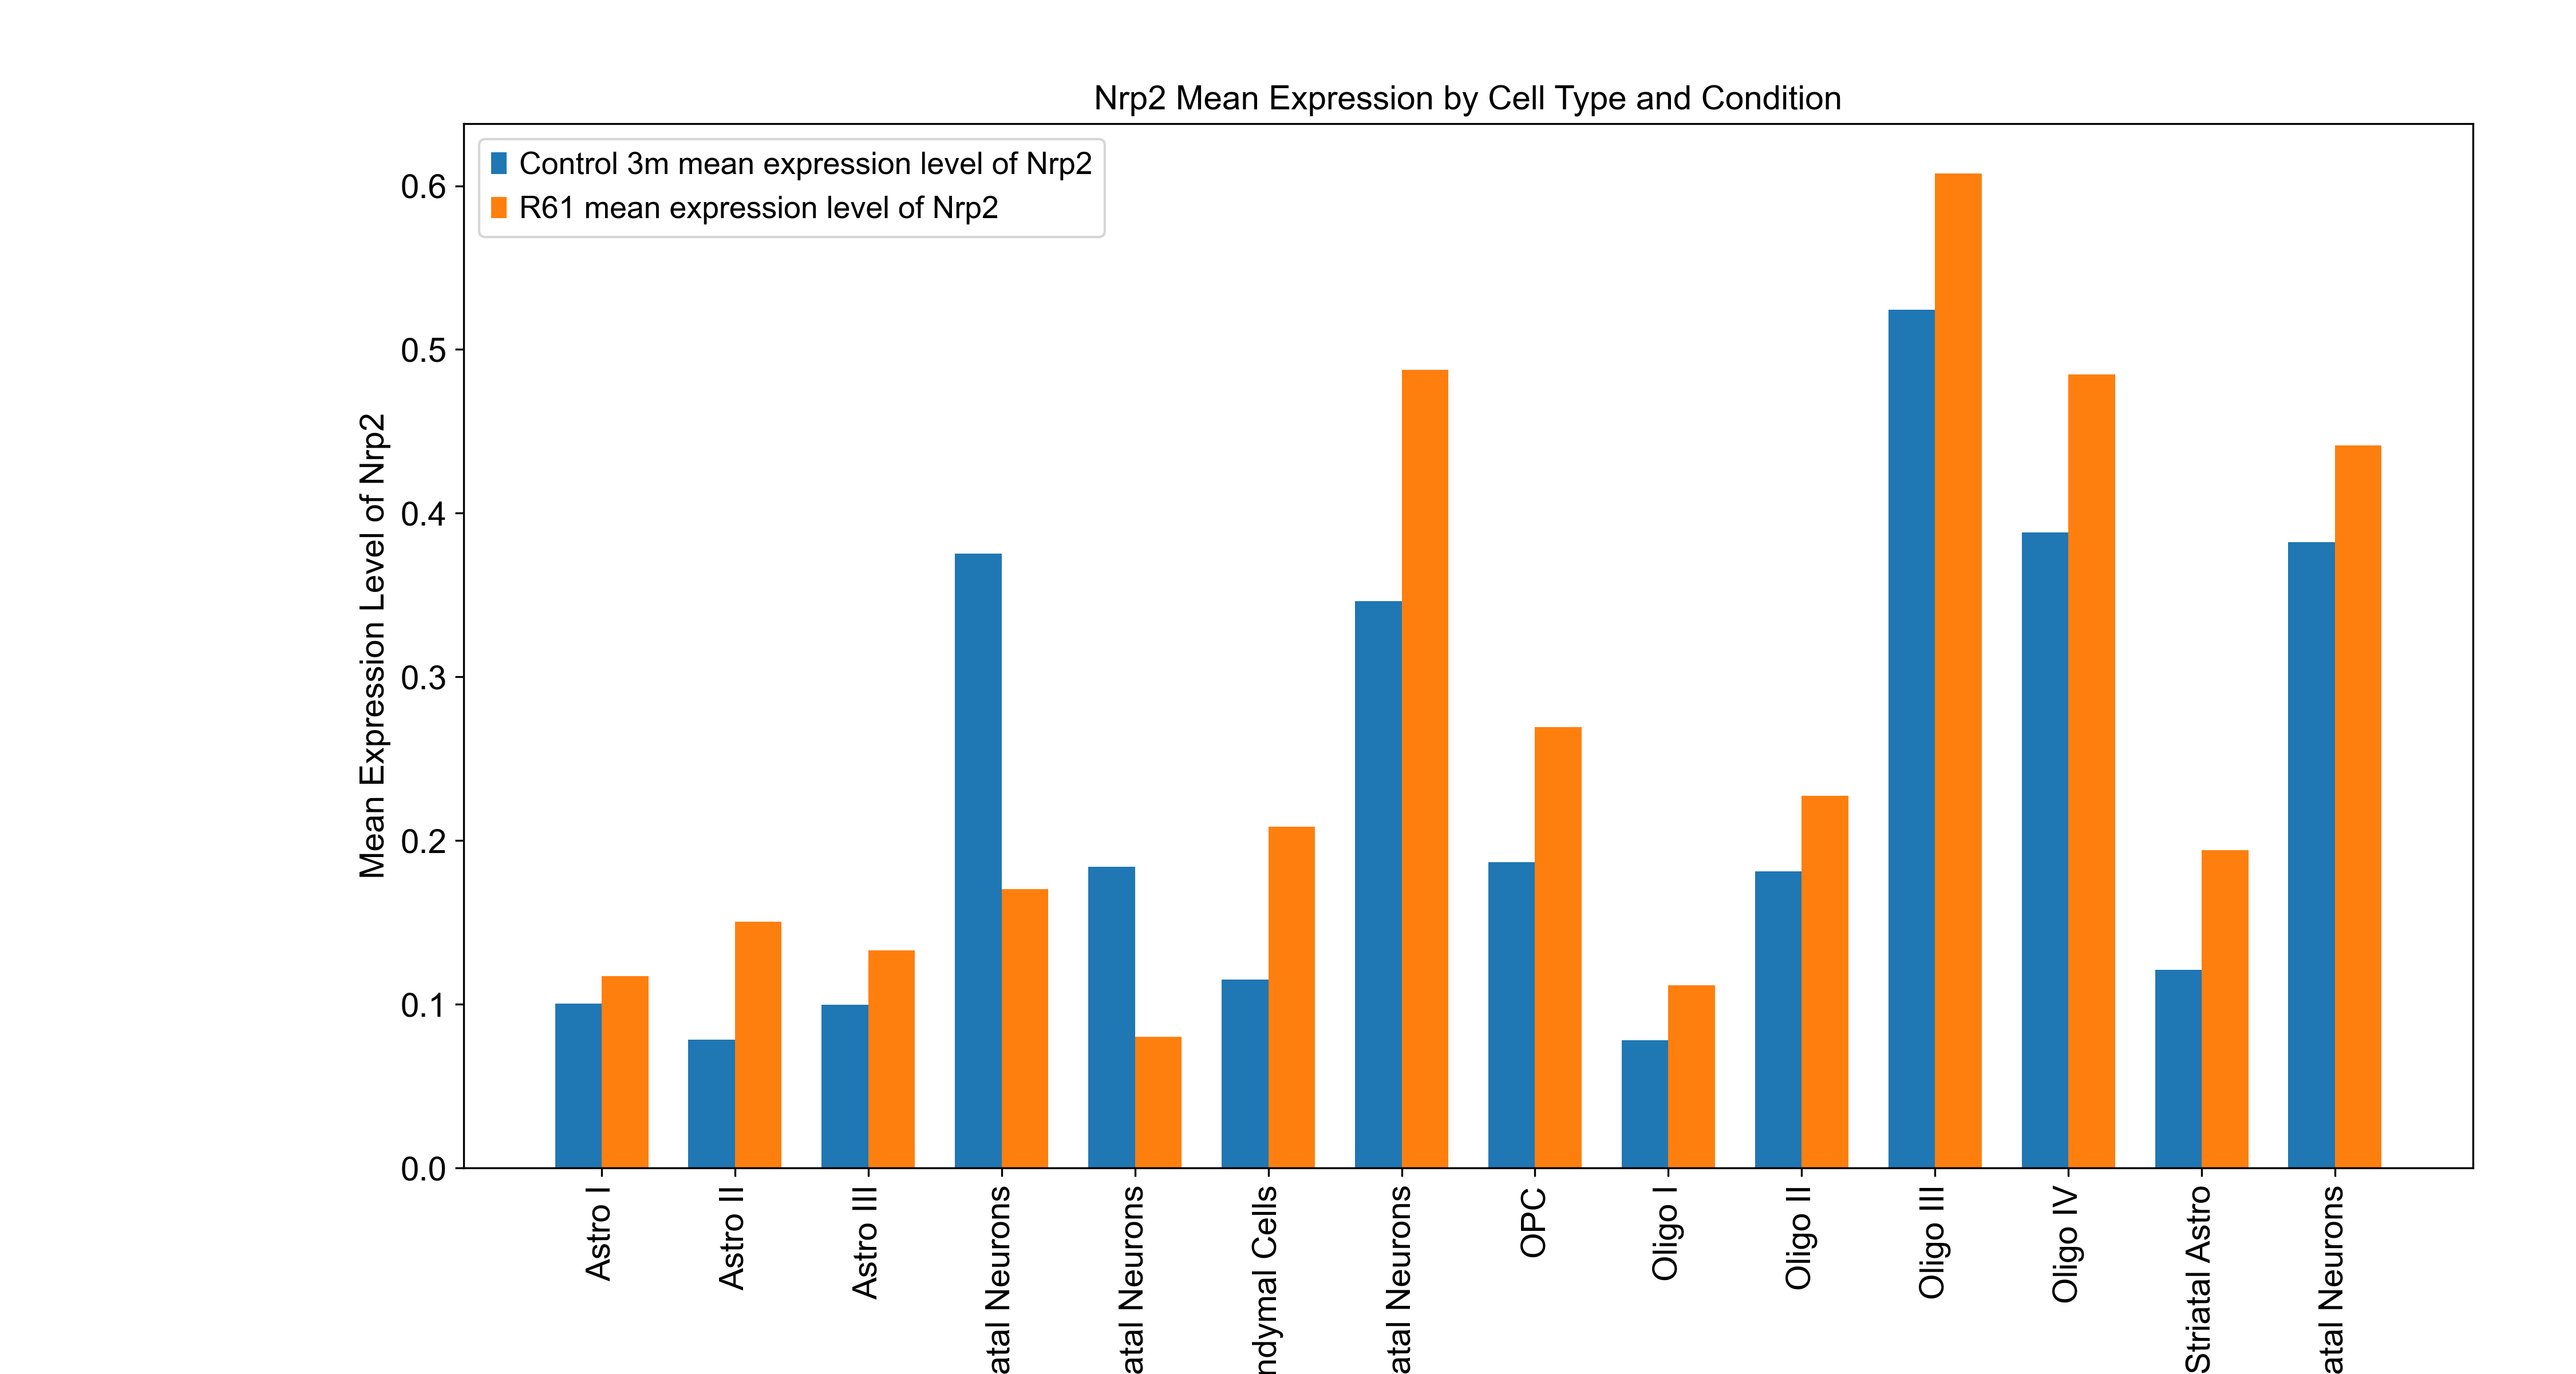 Nrp2 Mean Expression by Cell Type and Condition
Control 3m mean expression level of Nrp2
R61 mean expression level of Nrp2
Mean Expression Level of Nrp2
0.6
0.5
0.4
0.3
0.2
0.1
0.0
Astro I
Astro II
Astro III
atal Neurons
atal Neurons
ndymal Cells
atal Neurons
OPC
Oligo I
Oligo II
Oligo III
Oligo IV
Striatal Astro
atal Neurons